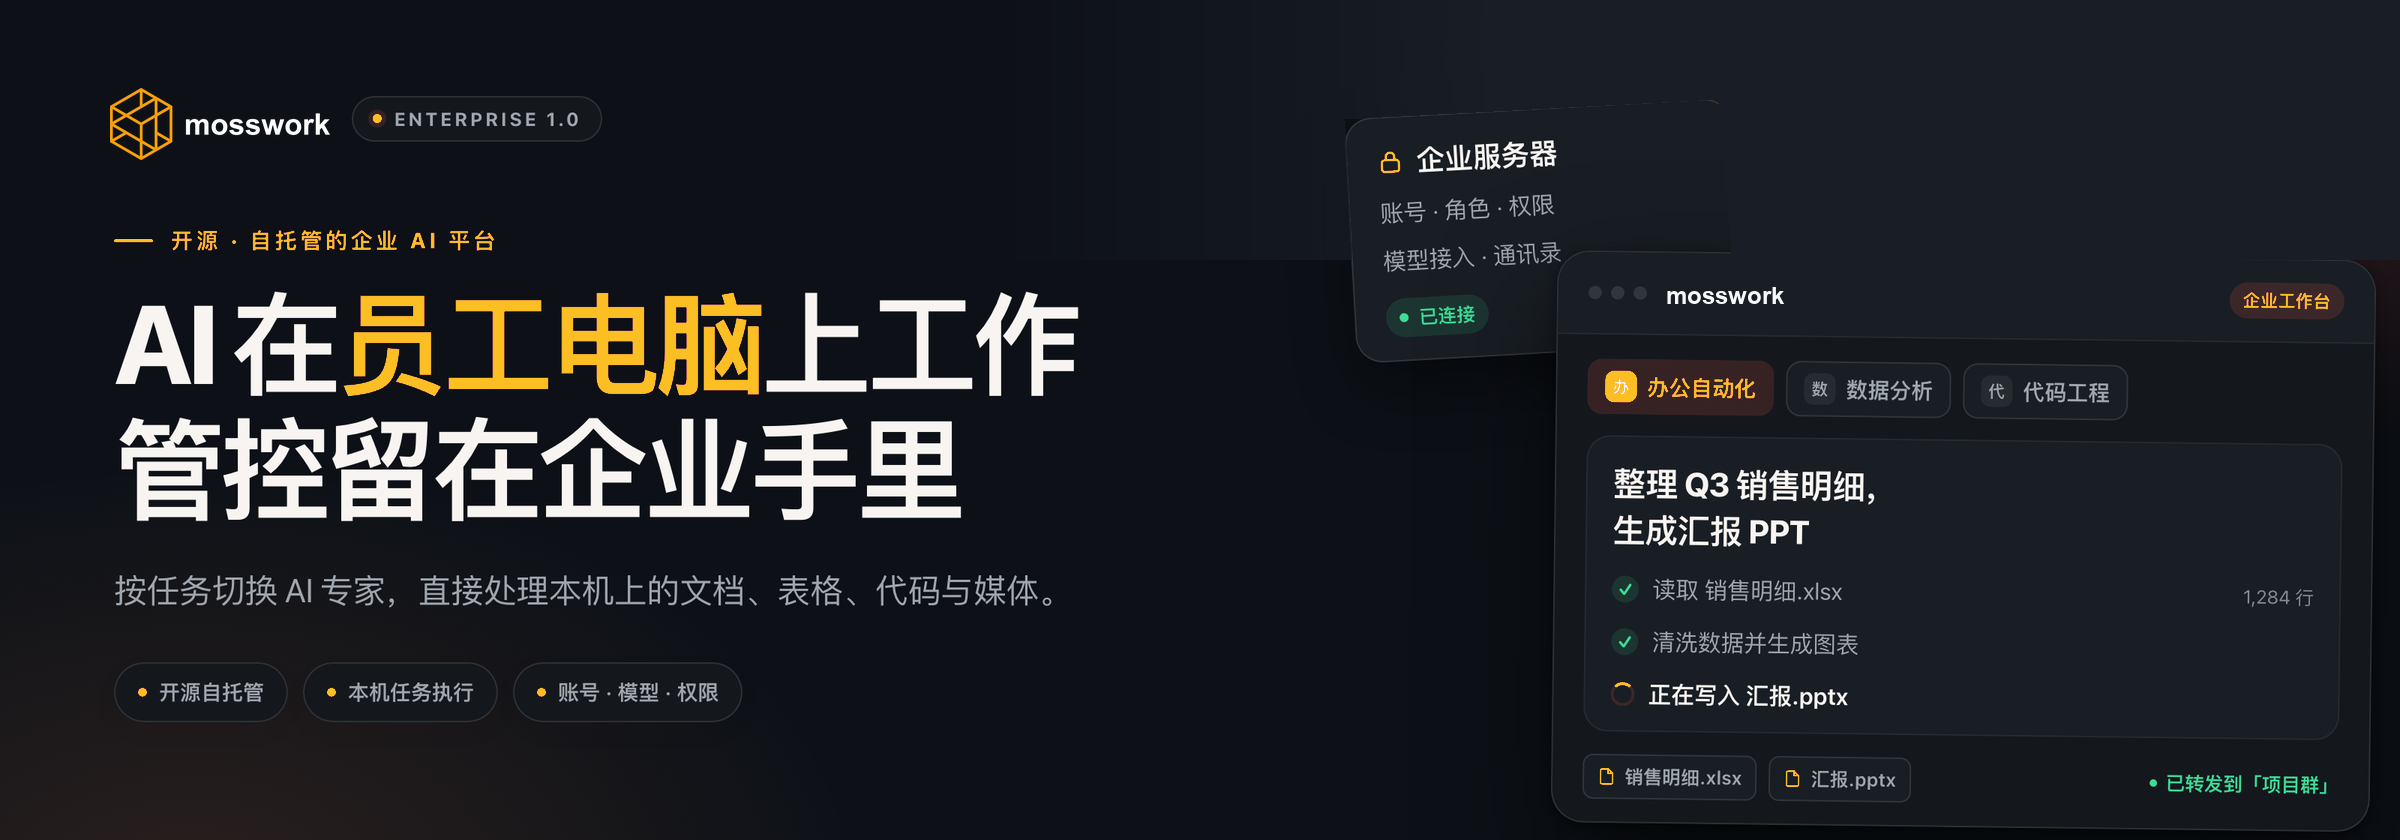 mosswork
ENTERPRISE 1.0
开源 · 自托管的企业 AI 平台
AI 在员工电脑上工作
管控留在企业手里
按任务切换 AI 专家，直接处理本机上的文档、表格、代码与媒体。
开源自托管
本机任务执行
账号 · 模型 · 权限
企业服务器
账号 · 角色 · 权限
模型接入 · 通讯录
已连接
mosswork
企业工作台
办 办公自动化
数 数据分析
代 代码工程
整理 Q3 销售明细，
生成汇报 PPT
读取 销售明细.xlsx
1,284 行
清洗数据并生成图表
正在写入 汇报.pptx
销售明细.xlsx
汇报.pptx
已转发到「项目群」